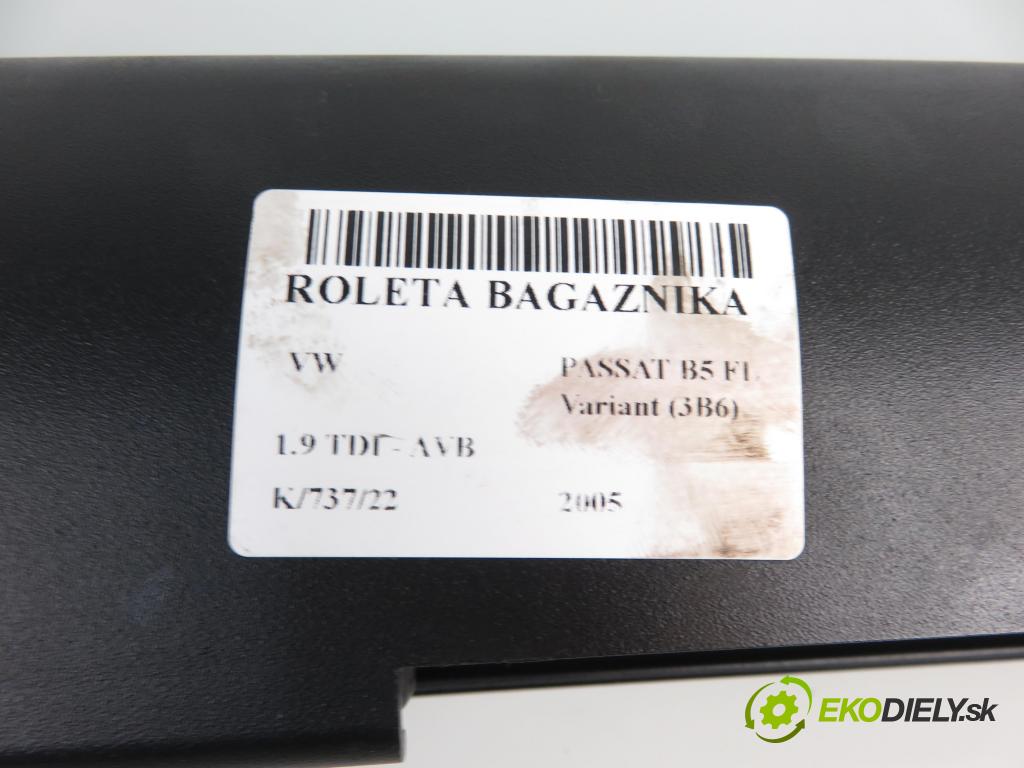 ROLETA BAGAZNIKA
VW
PASSAT B5 FL
Variant (3B6)
1.9 TDI - AVB
K/737/22
2005
EKODIELY.sk